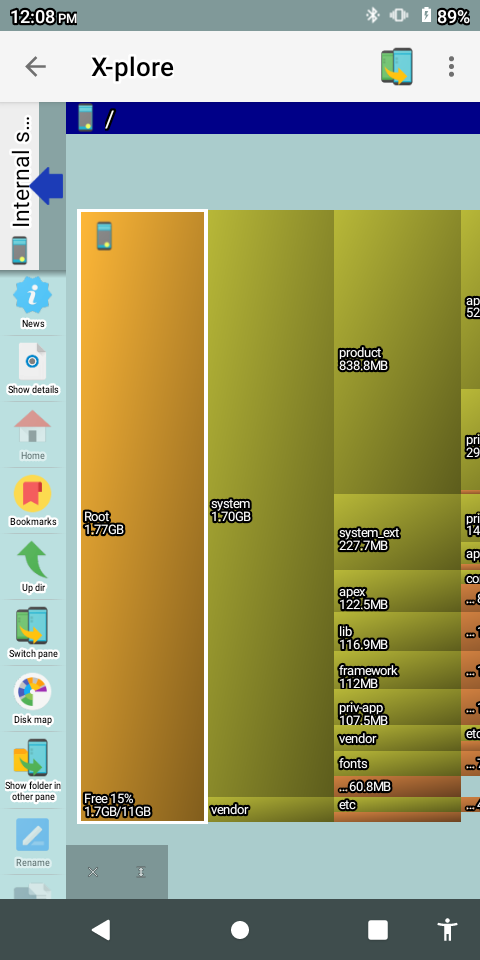 12:08 PM
89%
X-plore
Internal s...
/
News
Show details
Home
Bookmarks
Up dir
Switch pane
Disk map
Show folder in
other pane
Rename
Root
1.77GB
Free 15%
1.7GB/11GB
system
1.70GB
vendor
product
838.8MB
system_ext
227.7MB
apex
122.5MB
lib
116.9MB
framework
112MB
priv-app
107.5MB
vendor
fonts
...60.8MB
etc
ap
52
pri
29
pri
14
ap
co
... 8
... 1
... 1
... 1
etc
... 7
... 4